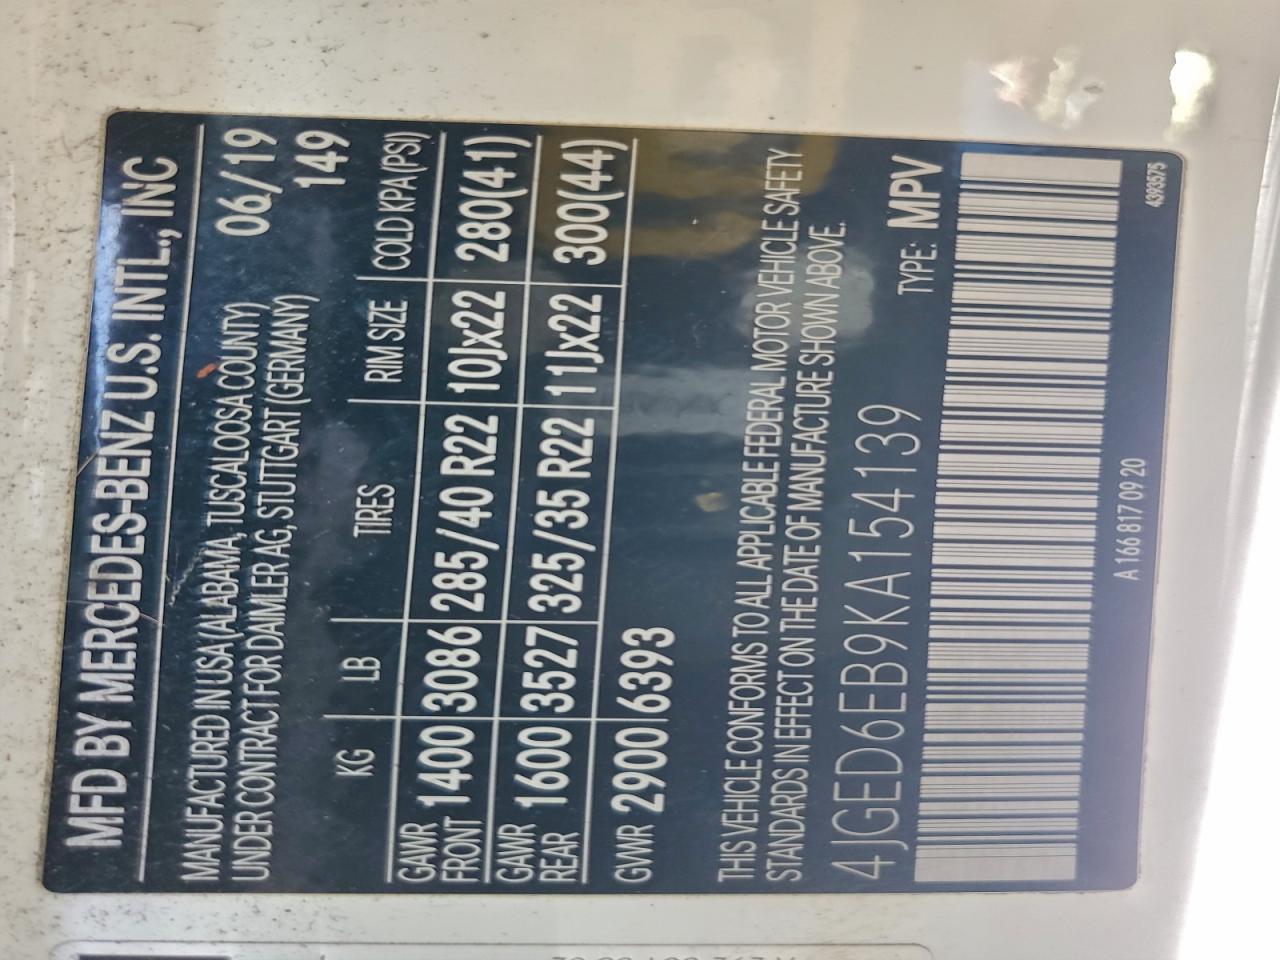 MFD BY MERCEDES-BENZ U.S. INTL., INC
MANUFACTURED IN USA (ALABAMA, TUSCALOOSA COUNTY) 06/19
UNDER CONTRACT FOR DAIMLER AG, STUTTGART (GERMANY) 149
KG LB TIRES RIM SIZE COLD KPA (PSI)
GAWR FRONT 1400 3086 285/40 R22 10Jx22 280(41)
GAWR REAR 1600 3527 325/35 R22 11Jx22 300(44)
GVWR 2900 6393
THIS VEHICLE CONFORMS TO ALL APPLICABLE FEDERAL MOTOR VEHICLE SAFETY
STANDARDS IN EFFECT ON THE DATE OF MANUFACTURE SHOWN ABOVE.
4JGED6EB9KA154139 TYPE: MPV
A 166 817 09 20 4393575